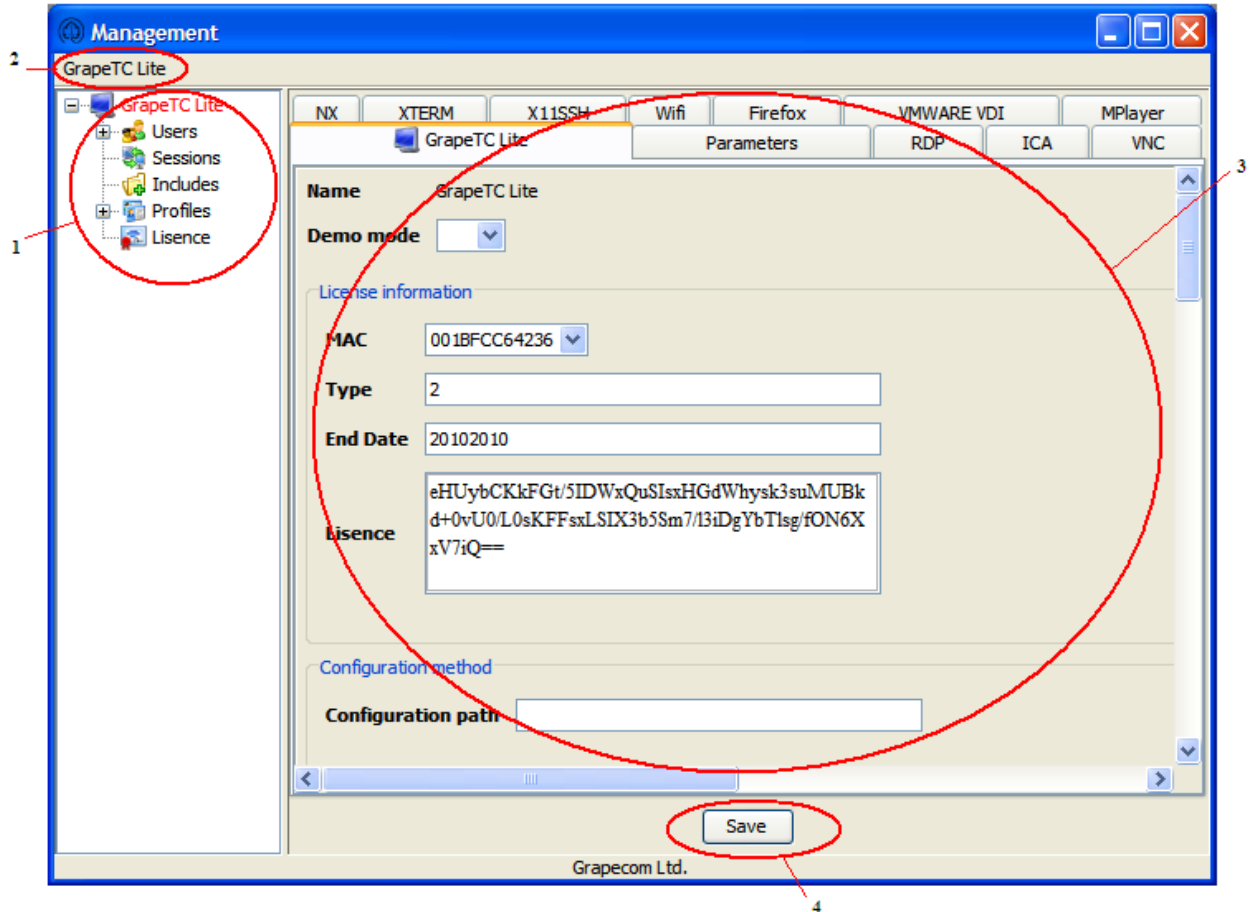 Management
2
GrapeTC Lite
GrapeTC Lite
Users
Sessions
Includes
Profiles
Lisence
1
NX XTERM X11SSH Wifi Firefox VMWARE VDI MPlayer
GrapeTC Lite Parameters RDP ICA VNC
3
Name GrapeTC Lite
Demo mode
License information
MAC 001BFCC64236
Type 2
End Date 20102010
Lisence
eHUybCKkFGt/5IDWxQuSIsxHGdWhysk3suMUBk
d+0vU0/L0sKFFsxLSIX3b5Sm7/l3iDgYbTlsg/fON6X
xV7iQ==
Configuration method
Configuration path
Save
Grapecom Ltd.
4